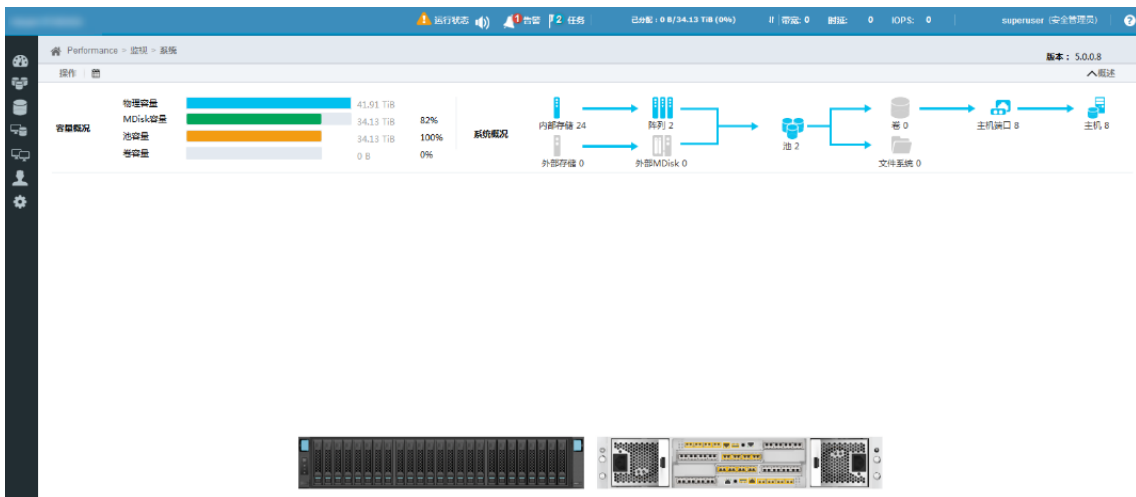 运行状态 1 告警 2 任务 已分配 : 0 B/34.13 TiB (0%) 带宽: 0 时延: 0 IOPS: 0 superuser (安全管理员) ?
Performance > 监视 > 系统
版本： 5.0.0.8
操作 概述
容量概况
物理容量 41.91 TiB
MDisk容量 34.13 TiB 82%
池容量 34.13 TiB 100%
卷容量 0 B 0%
系统概况
内部存储 24 阵列 2 池 2 卷 0 主机端口 8 主机 8
外部存储 0 外部MDisk 0 文件系统 0